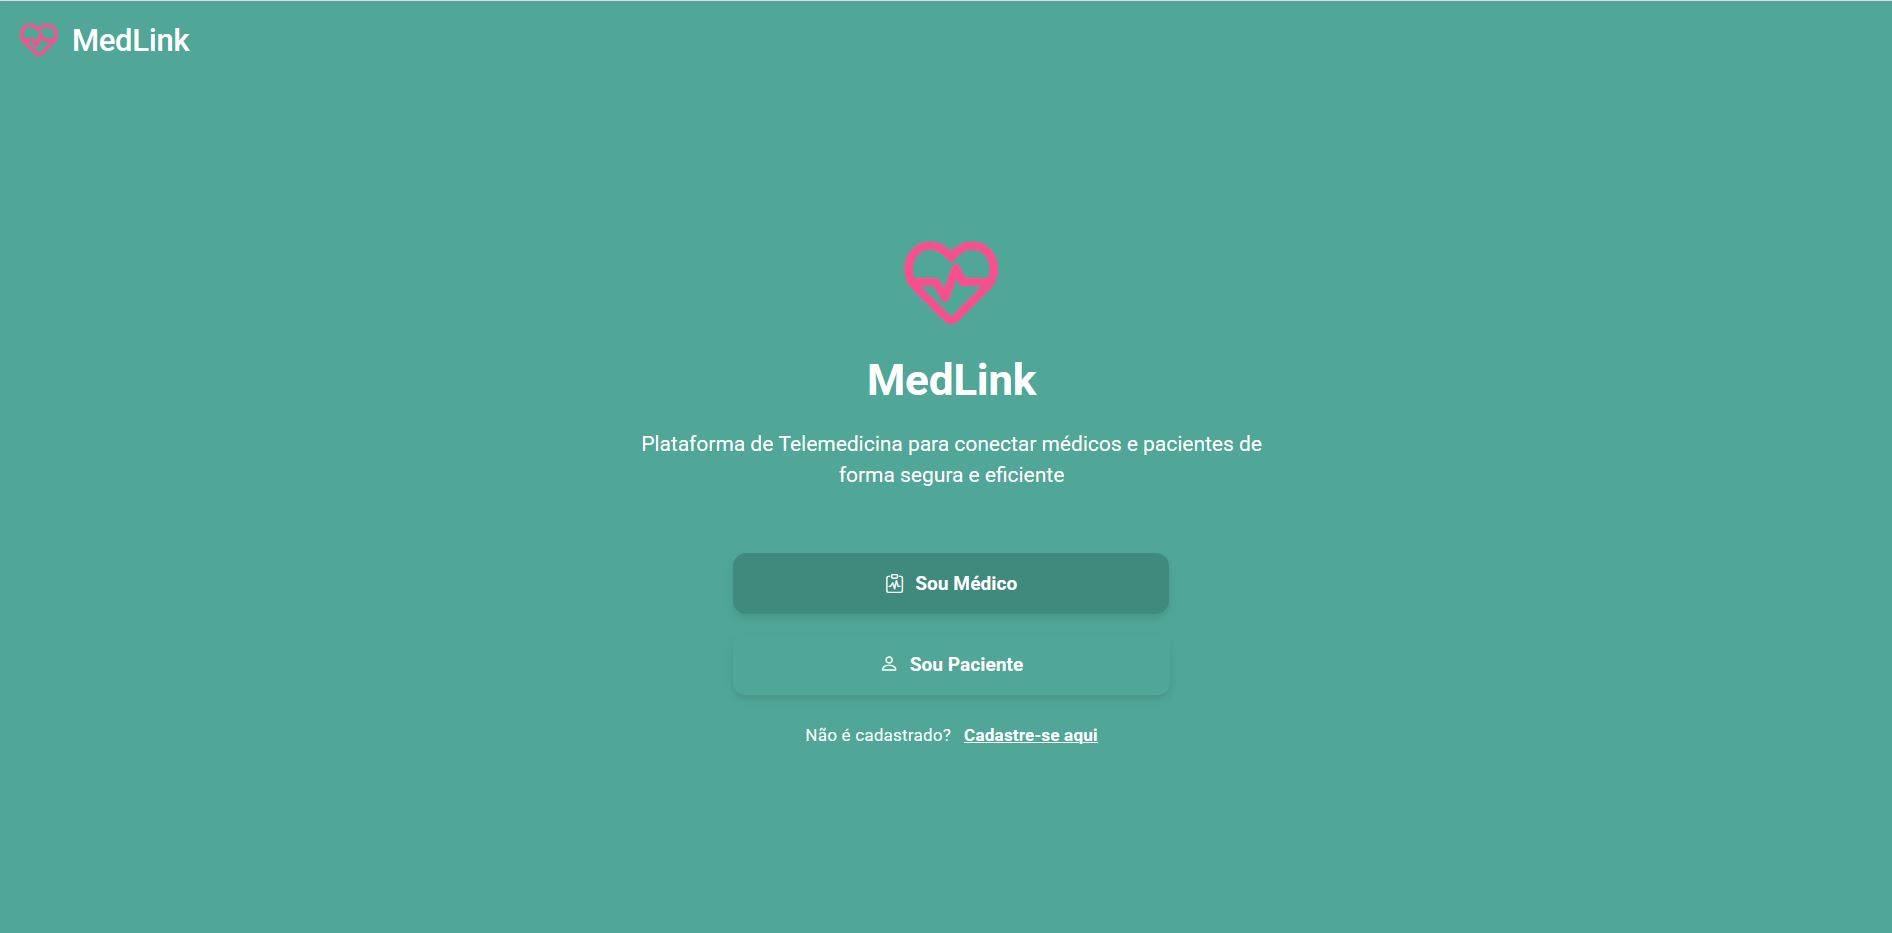 MedLink
MedLink
Plataforma de Telemedicina para conectar médicos e pacientes de
forma segura e eficiente
Sou Médico
Sou Paciente
Não é cadastrado? Cadastre-se aqui